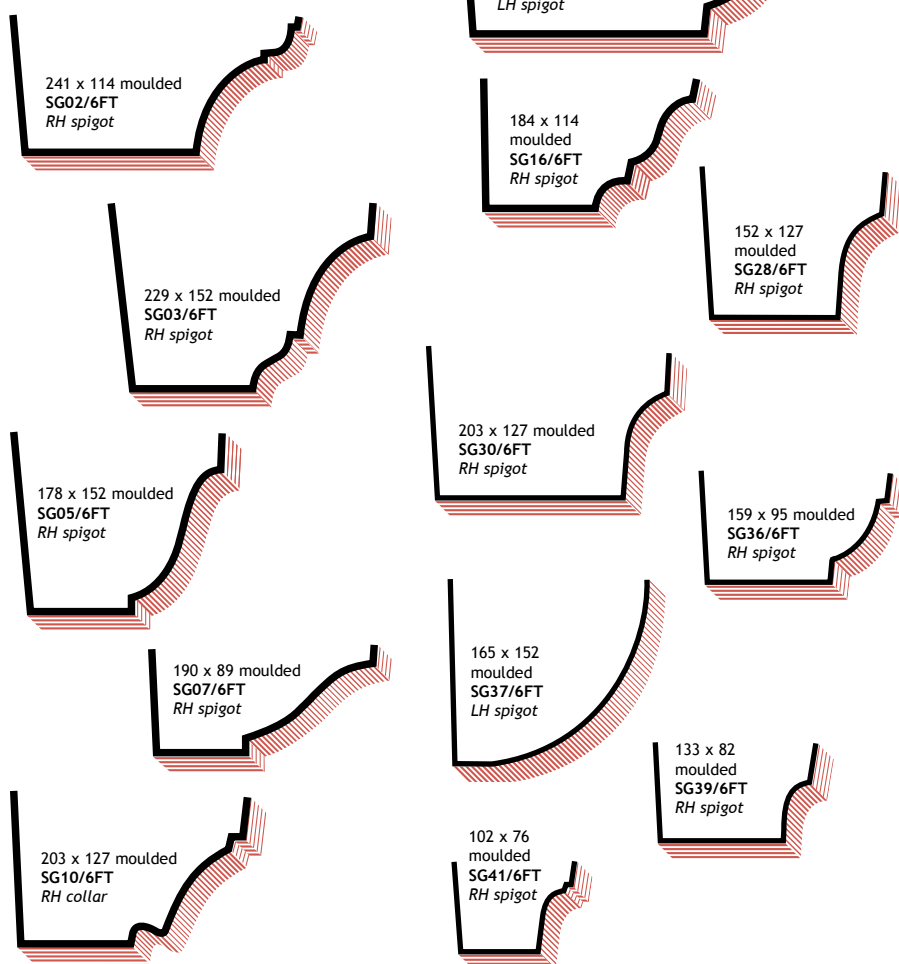 LH spigot
241 x 114 moulded
SG02/6FT
RH spigot
184 x 114
moulded
SG16/6FT
RH spigot
152 x 127
moulded
SG28/6FT
RH spigot
229 x 152 moulded
SG03/6FT
RH spigot
203 x 127 moulded
SG30/6FT
RH spigot
178 x 152 moulded
SG05/6FT
RH spigot
159 x 95 moulded
SG36/6FT
RH spigot
165 x 152
moulded
SG37/6FT
LH spigot
190 x 89 moulded
SG07/6FT
RH spigot
133 x 82
moulded
SG39/6FT
RH spigot
203 x 127 moulded
SG10/6FT
RH collar
102 x 76
moulded
SG41/6FT
RH spigot